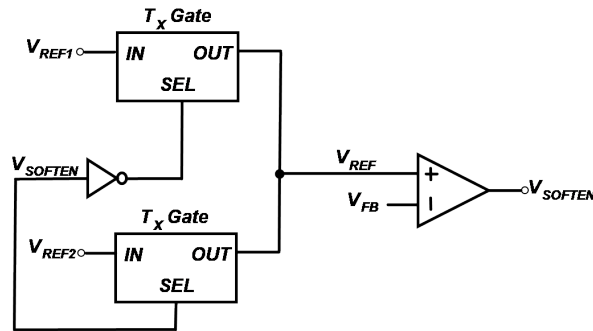 TX Gate
VREF1
IN OUT
SEL
VSOFTEN
VREF
+
VFB
VSOFTEN
TX Gate
VREF2
IN OUT
SEL